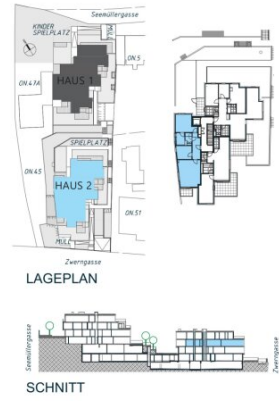 Seemüllergasse
KINDER
SPIELPLATZ
MÜLL
HAUS 1
ON.5
ON.47A
SPIELPLATZ
ON.45
HAUS 2
ON.51
MÜLL
Zwerngasse
LAGEPLAN
Seemüllergasse
Zwerngasse
SCHNITT